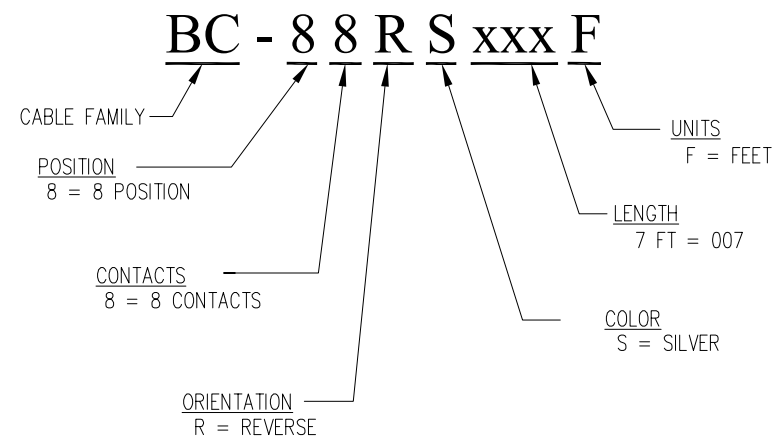 BC - 8 8 R S xxx F
CABLE FAMILY
UNITS
F = FEET
POSITION
8 = 8 POSITION
LENGTH
7 FT = 007
CONTACTS
8 = 8 CONTACTS
COLOR
S = SILVER
ORIENTATION
R = REVERSE